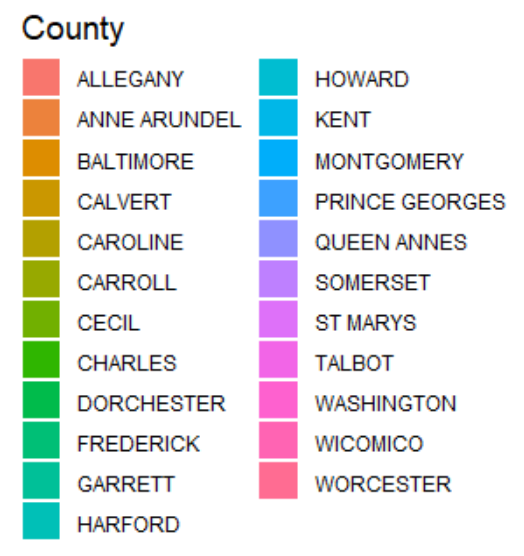 County
ALLEGANY
ANNE ARUNDEL
BALTIMORE
CALVERT
CAROLINE
CARROLL
CECIL
CHARLES
DORCHESTER
FREDERICK
GARRETT
HARFORD
HOWARD
KENT
MONTGOMERY
PRINCE GEORGES
QUEEN ANNES
SOMERSET
ST MARYS
TALBOT
WASHINGTON
WICOMICO
WORCESTER